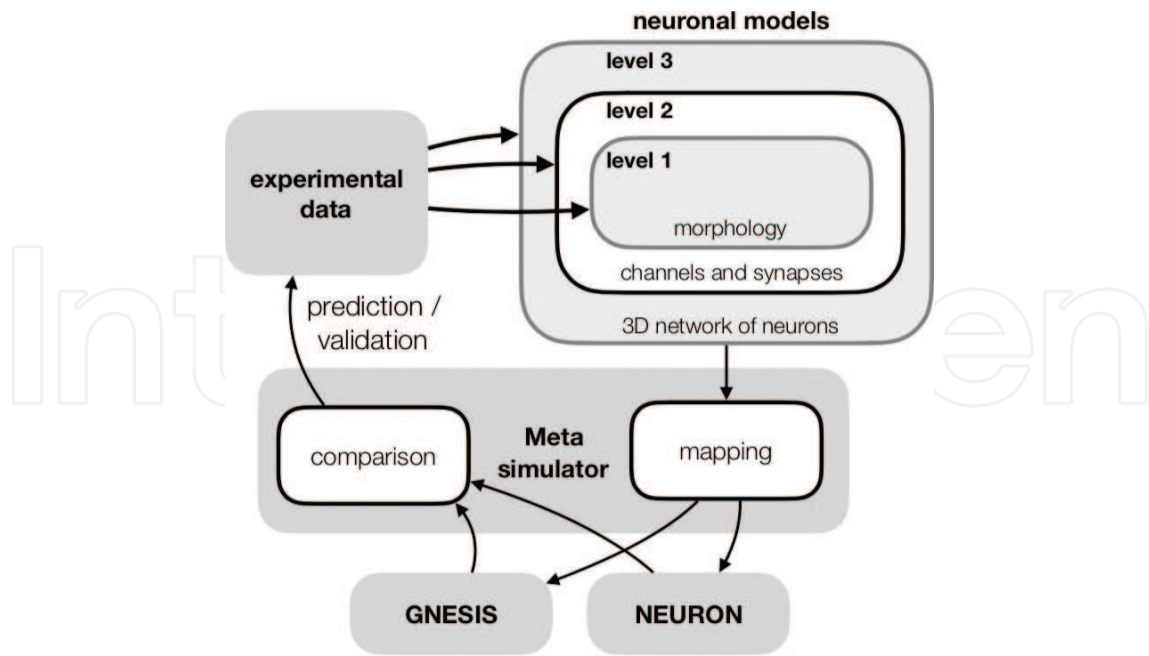 neuronal models
level 3
level 2
level 1
experimental
data
morphology
channels and synapses
3D network of neurons
prediction /
validation
comparison
Meta
simulator
mapping
GNESIS
NEURON